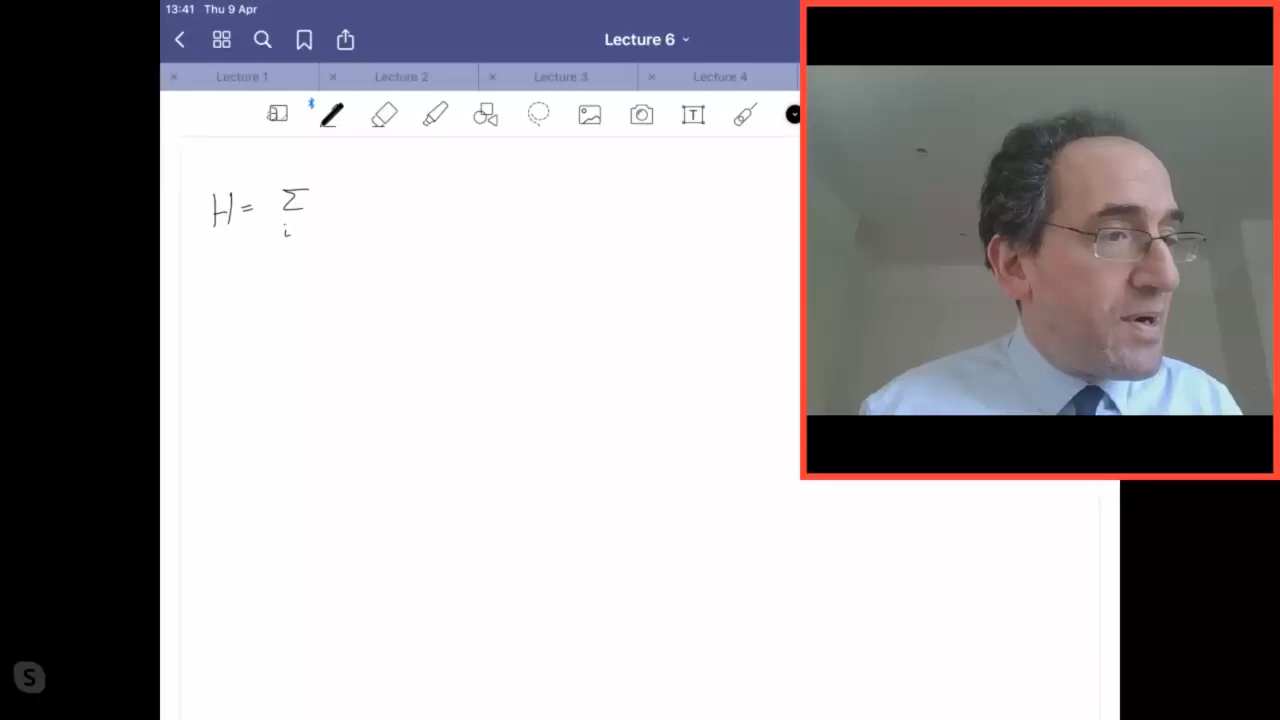 13:41 Thu 9 Apr
Lecture 6
Lecture 1 Lecture 2 Lecture 3 Lecture 4
T
H = Σ
i
S